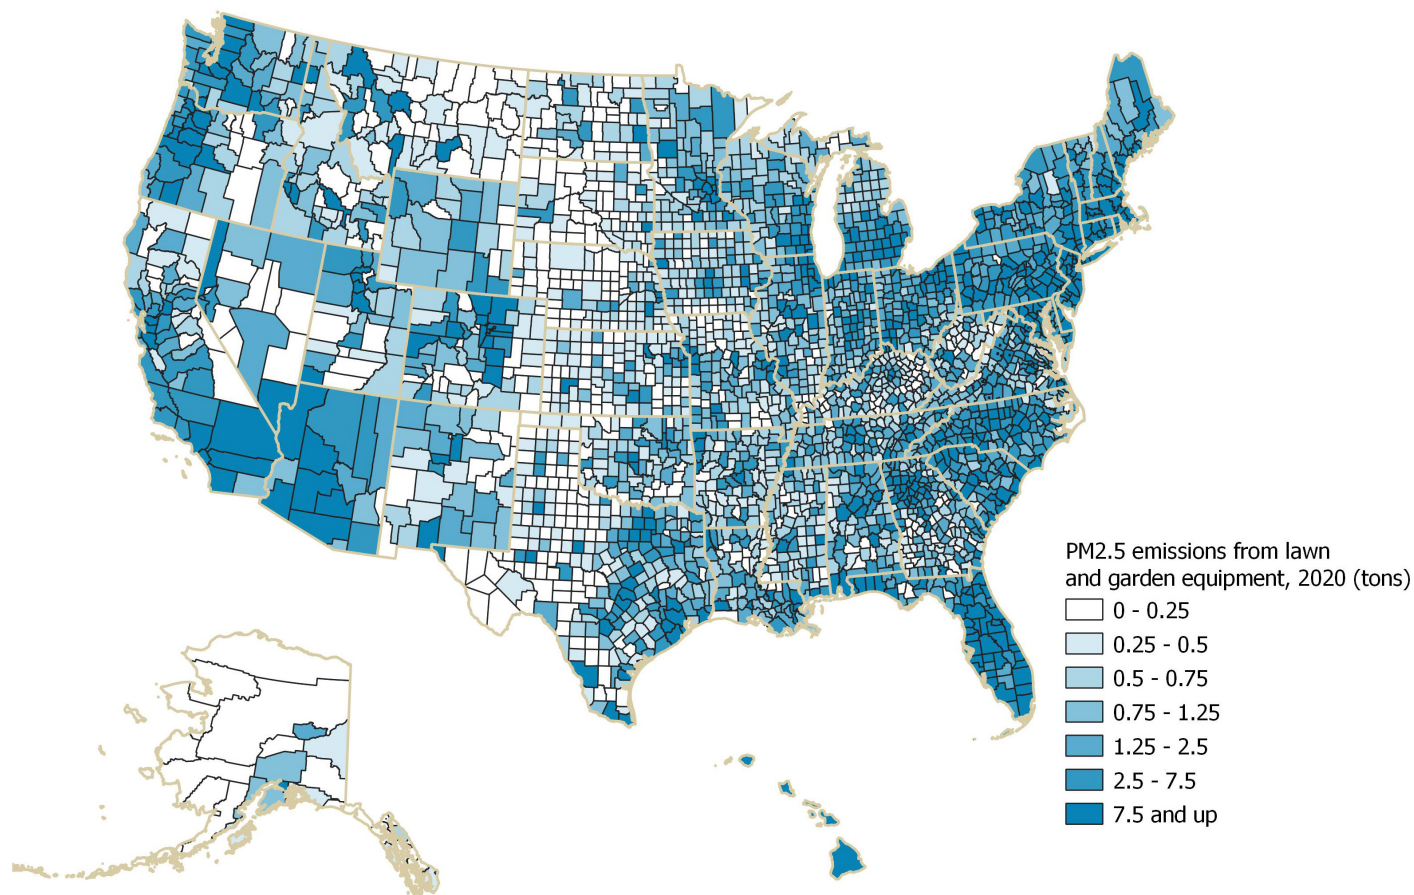 PM2.5 emissions from lawn
and garden equipment, 2020 (tons)
0 - 0.25
0.25 - 0.5
0.5 - 0.75
0.75 - 1.25
1.25 - 2.5
2.5 - 7.5
7.5 and up